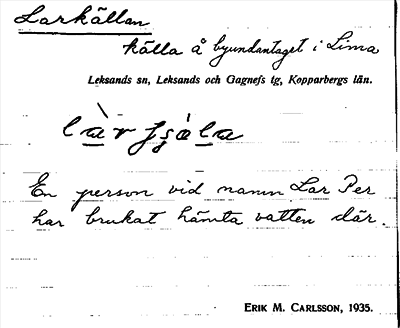 Larkällan
källa å byundantaget i Lima
Leksands sn, Leksands och Gagnefs tg, Kopparbergs län.
En person vid namn Lar Per
har brukat hämta vatten där.
ERIK M. CARLSSON, 1935.